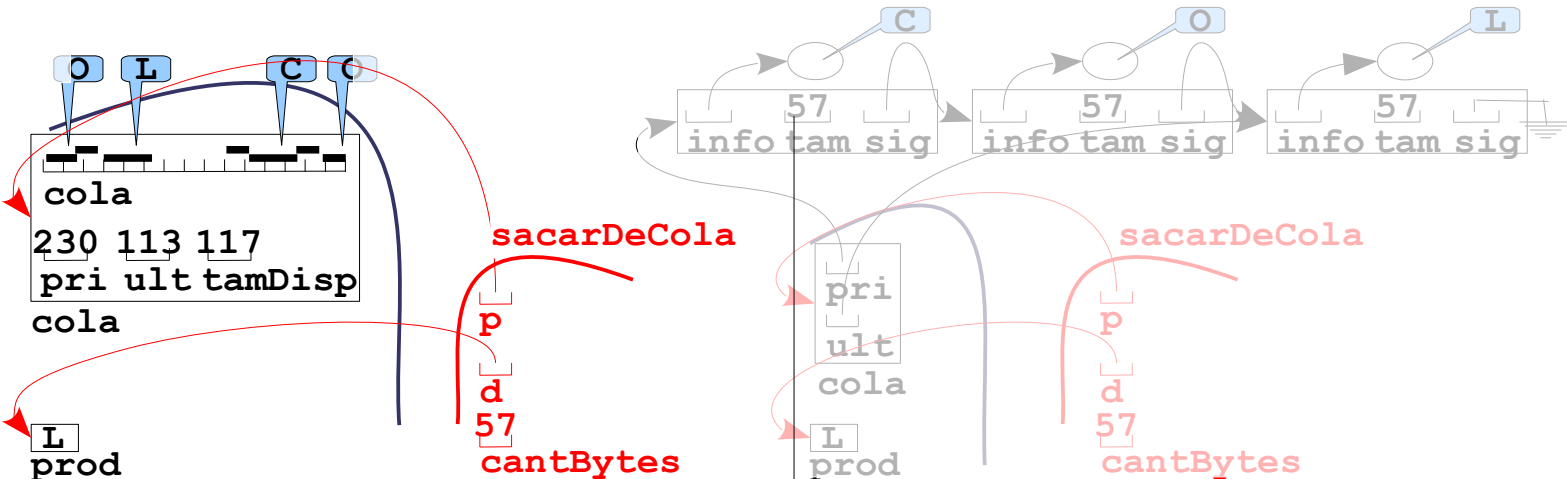 C O L
O L C O
57 57 57
info tam sig info tam sig info tam sig
cola
230 113 117
sacarDeCola sacarDeCola
pri ult tamDisp
pri
cola
p p
ult
d cola d
57 57
L L
prod cantBytes prod cantBytes